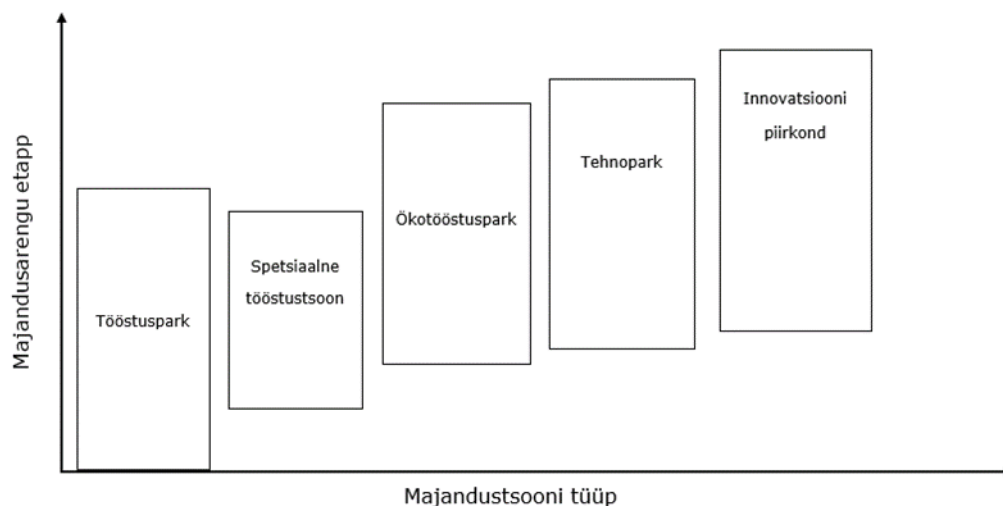 Majandusarengu etapp
Tööstuspark
Spetsiaalne
tööstustsoon
Ökotööstuspark
Tehnopark
Innovatsiooni
piirkond
Majandustsooni tüüp